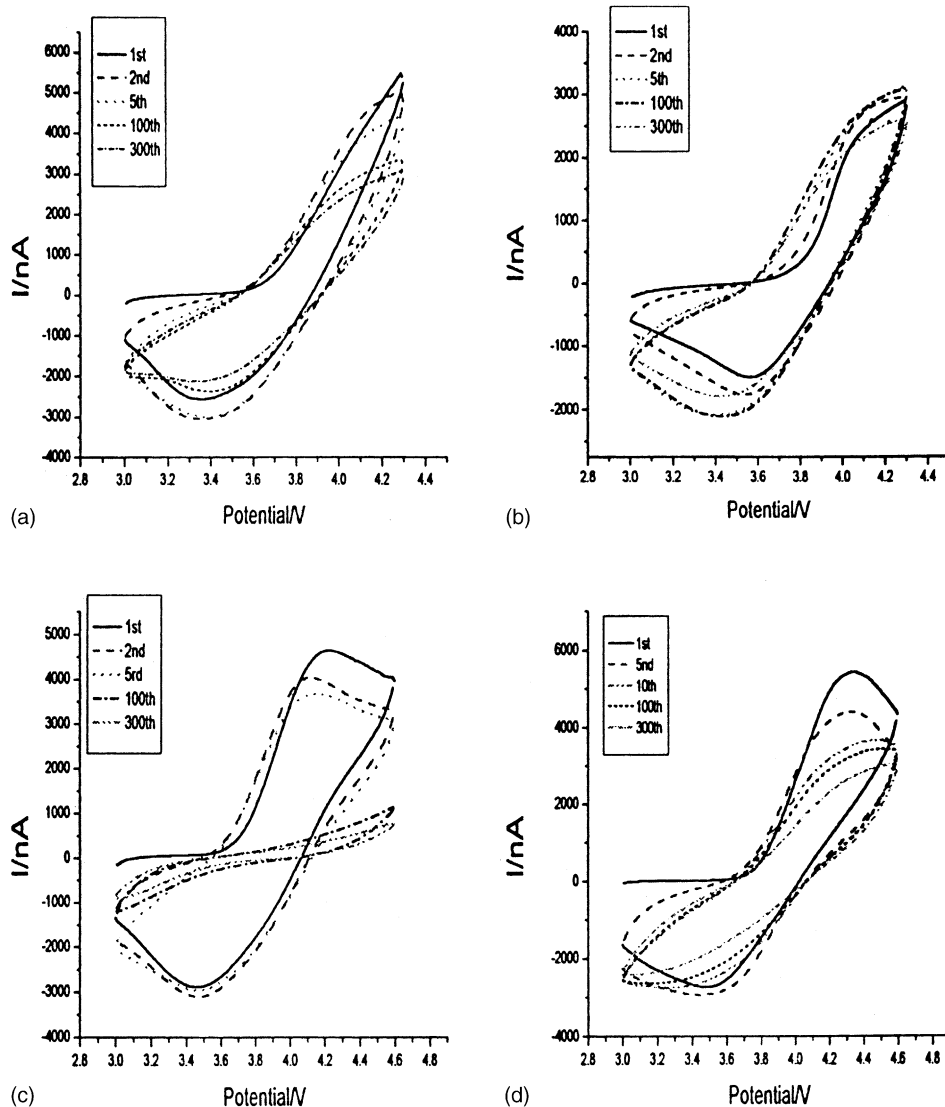 1st
2nd
5th
100th
300th
6000
5000
4000
3000
2000
1000
0
-1000
-2000
-3000
-4000
I/nA
2.8 3.0 3.2 3.4 3.6 3.8 4.0 4.2 4.4
Potential/V
(a)
1st
2nd
5th
100th
300th
4000
3000
2000
1000
0
-1000
-2000
I/nA
2.8 3.0 3.2 3.4 3.6 3.8 4.0 4.2 4.4
Potential/V
(b)
1st
2nd
5rd
100th
300th
5000
4000
3000
2000
1000
0
-1000
-2000
-3000
-4000
I/nA
2.8 3.0 3.2 3.4 3.6 3.8 4.0 4.2 4.4 4.6 4.8
Potential/V
(c)
1st
5nd
10th
100th
300th
6000
4000
2000
0
-2000
-4000
I/nA
2.8 3.0 3.2 3.4 3.6 3.8 4.0 4.2 4.4 4.6 4.8
Potential/V
(d)